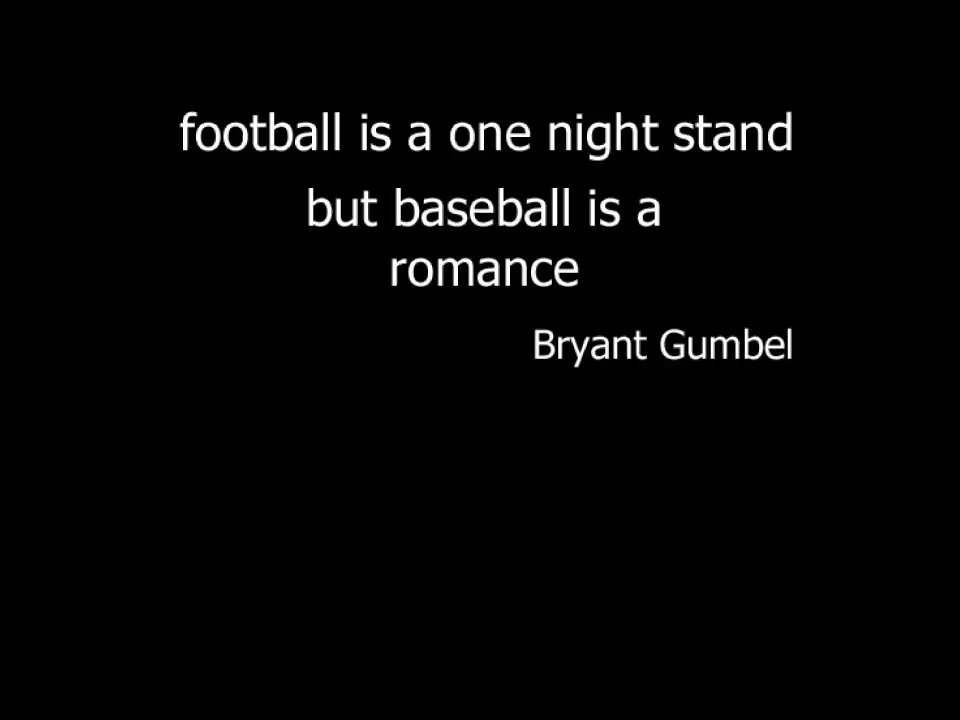 football is a one night stand
but baseball is a
romance
Bryant Gumbel